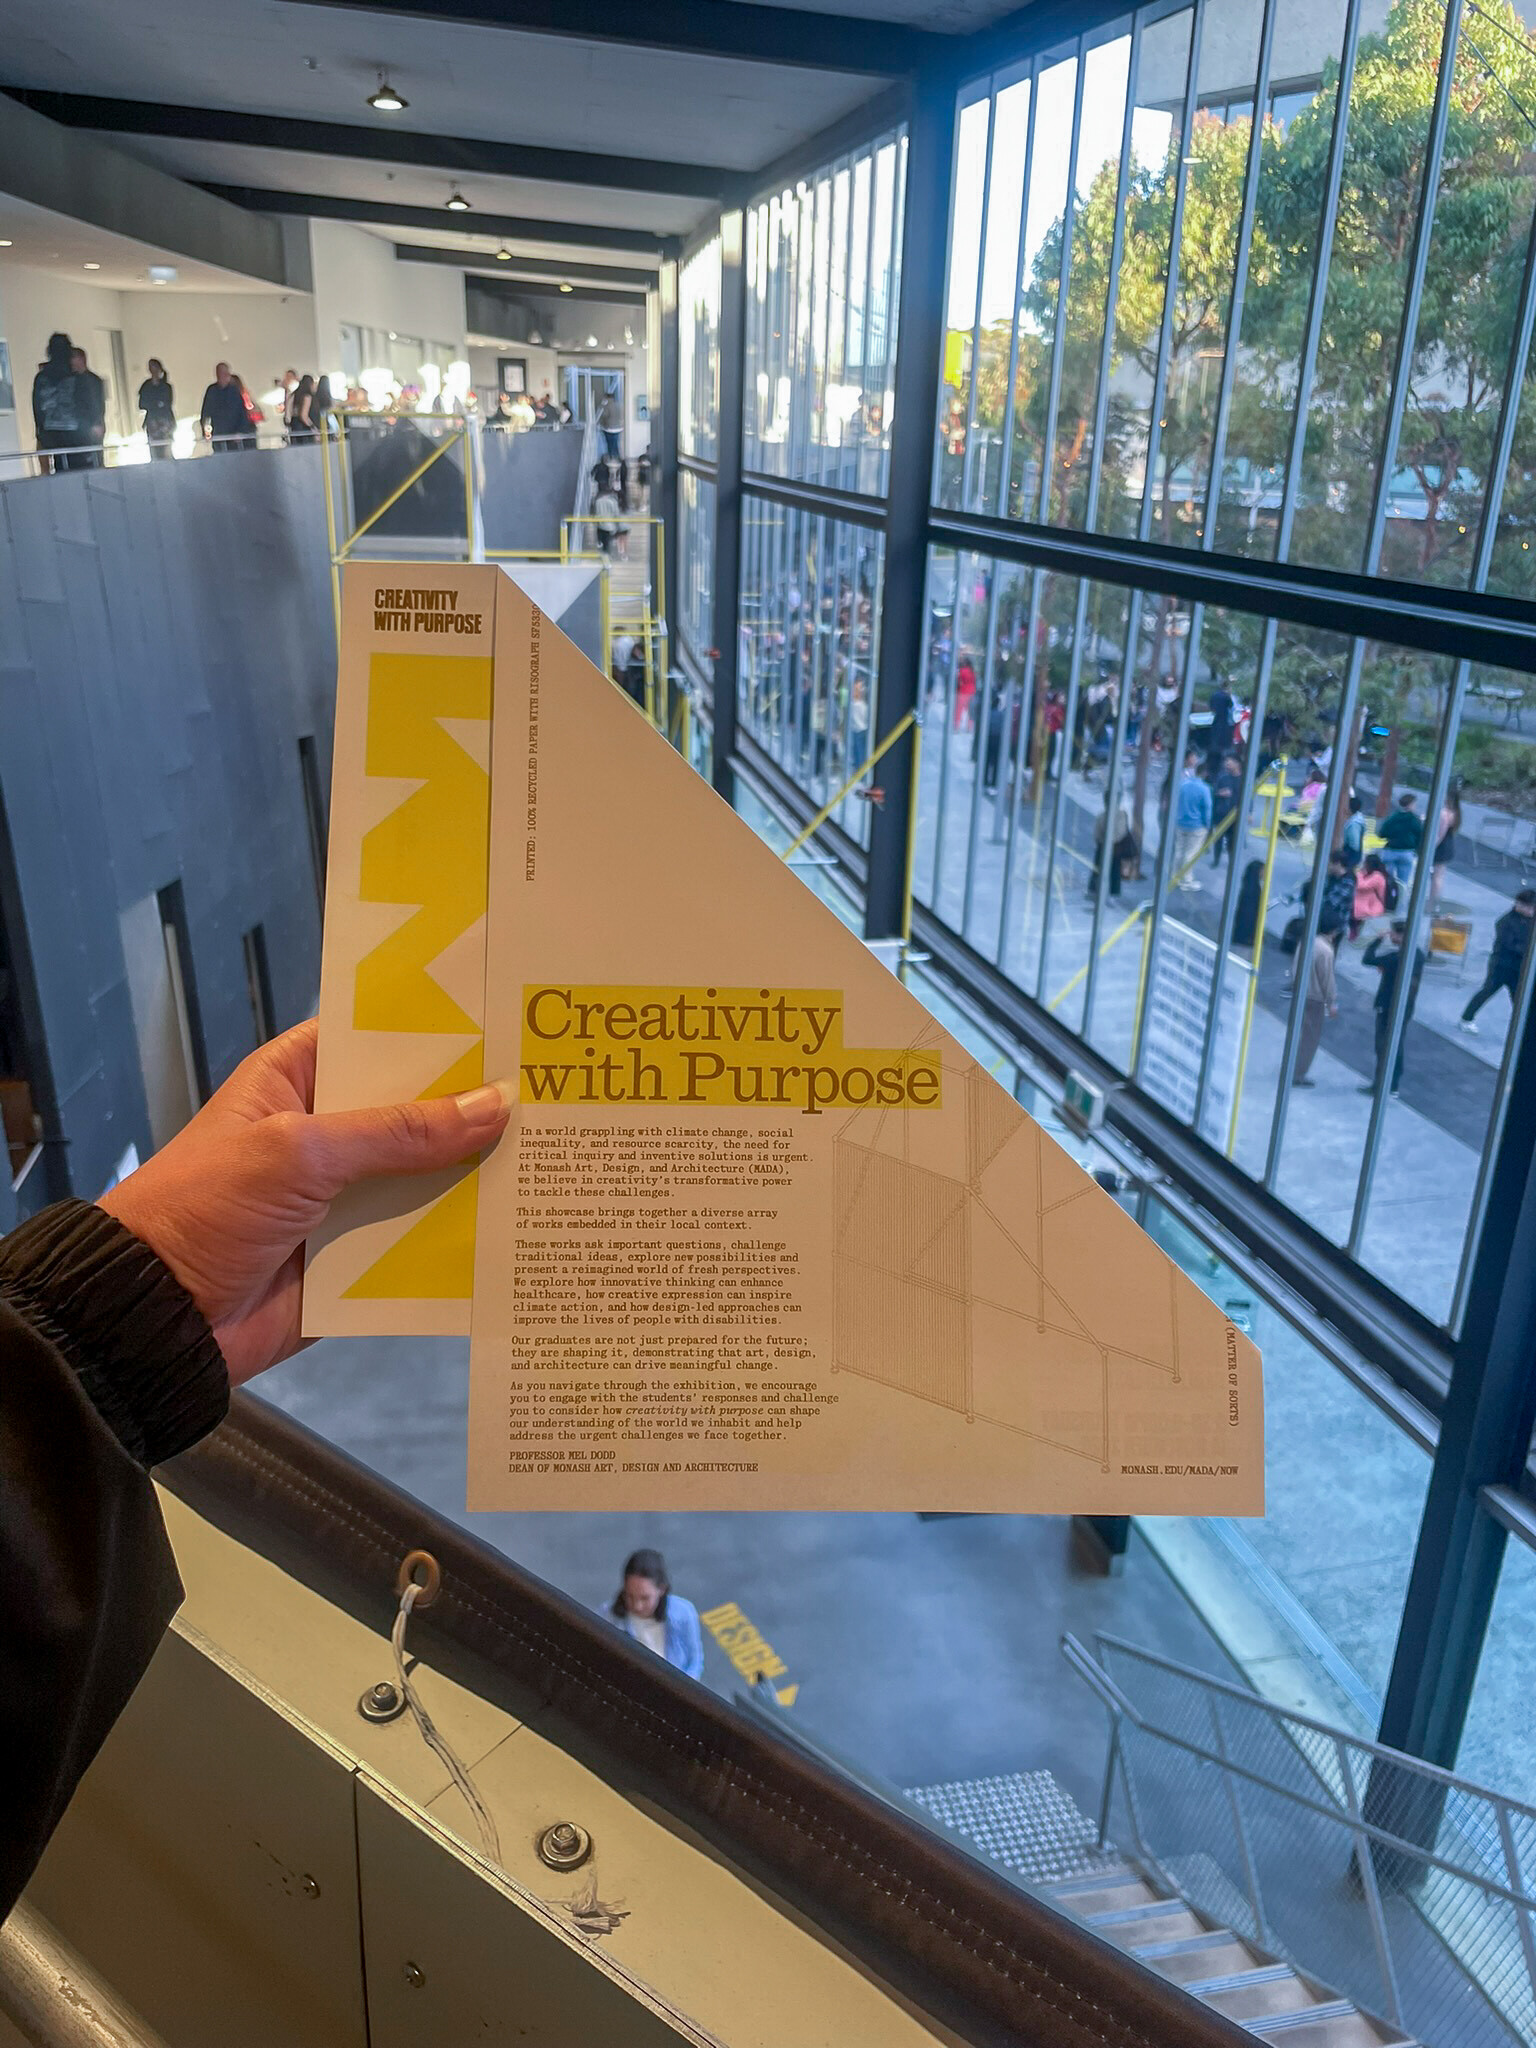 CREATIVITY
WITH PURPOSE
PRINTED: 100% RECYCLED PAPER WITH RISOGRAPH SF5330
Creativity
with Purpose
In a world grappling with climate change, social
inequality, and resource scarcity, the need for
critical inquiry and inventive solutions is urgent.
At Monash Art, Design, and Architecture (MADA),
we believe in creativity's transformative power
to tackle these challenges.
This showcase brings together a diverse array
of works embedded in their local context.
These works ask important questions, challenge
traditional ideas, explore new possibilities and
present a reimagined world of fresh perspectives.
We explore how innovative thinking can enhance
healthcare, how creative expression can inspire
climate action, and how design-led approaches can
improve the lives of people with disabilities.
Our graduates are not just prepared for the future;
they are shaping it, demonstrating that art, design,
and architecture can drive meaningful change.
As you navigate through the exhibition, we encourage
you to engage with the students' responses and challenge
you to consider how creativity with purpose can shape
our understanding of the world we inhabit and help
address the urgent challenges we face together.
PROFESSOR MEL DODD
DEAN OF MONASH ART, DESIGN AND ARCHITECTURE
(MATTER OF SORTS)
MONASH.EDU/MADA/NOW
DESIGN